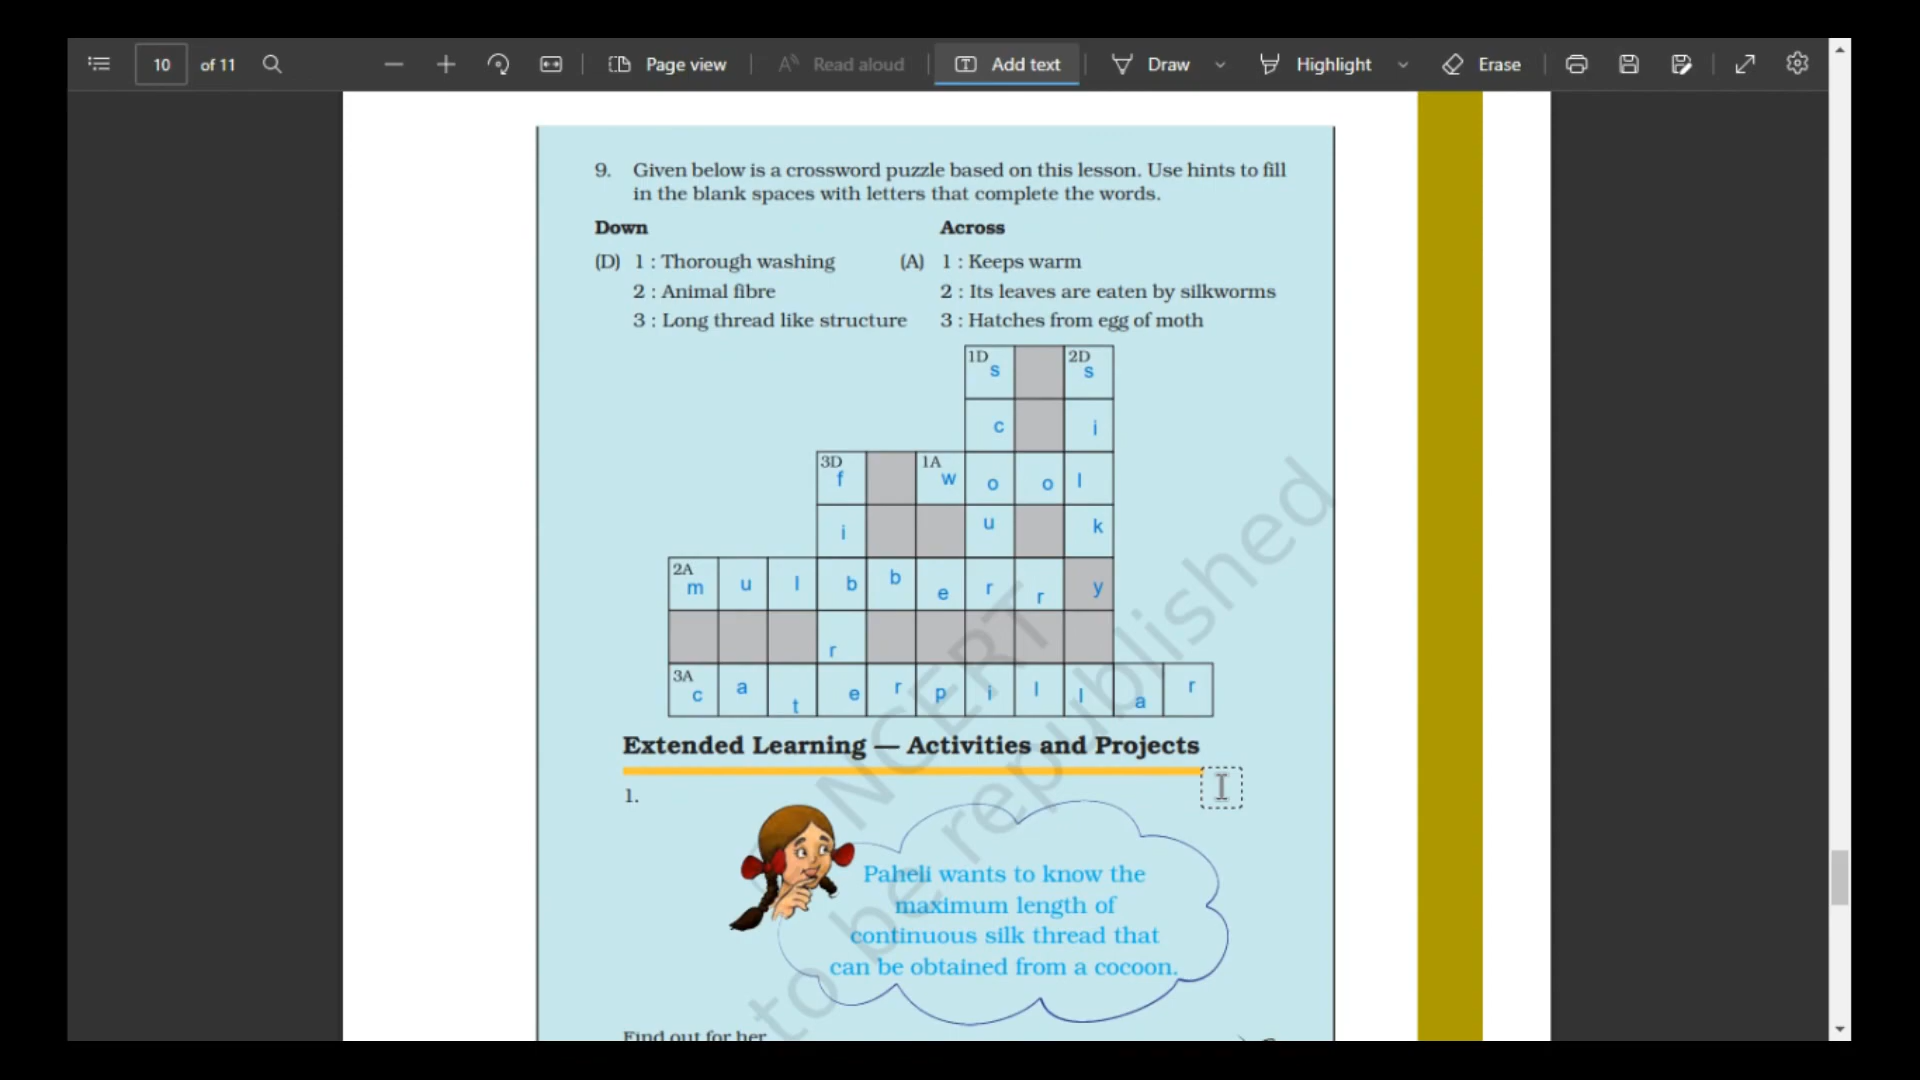 10 of 11 Page view Read aloud Add text Draw Highlight Erase
9. Given below is a crossword puzzle based on this lesson. Use hints to fill
in the blank spaces with letters that complete the words.
Down Across
(D) 1 : Thorough washing (A) 1 : Keeps warm
2 : Animal fibre 2 : Its leaves are eaten by silkworms
3 : Long thread like structure 3 : Hatches from egg of moth
1D s 2D s
c i
3D f 1A w o o l
i u k
2A m u l b b e r r y
r
3A c a t e r p i l l a r
Extended Learning — Activities and Projects
1.
Paheli wants to know the
maximum length of
continuous silk thread that
can be obtained from a cocoon.
Find out for her
NCERT
to be republished